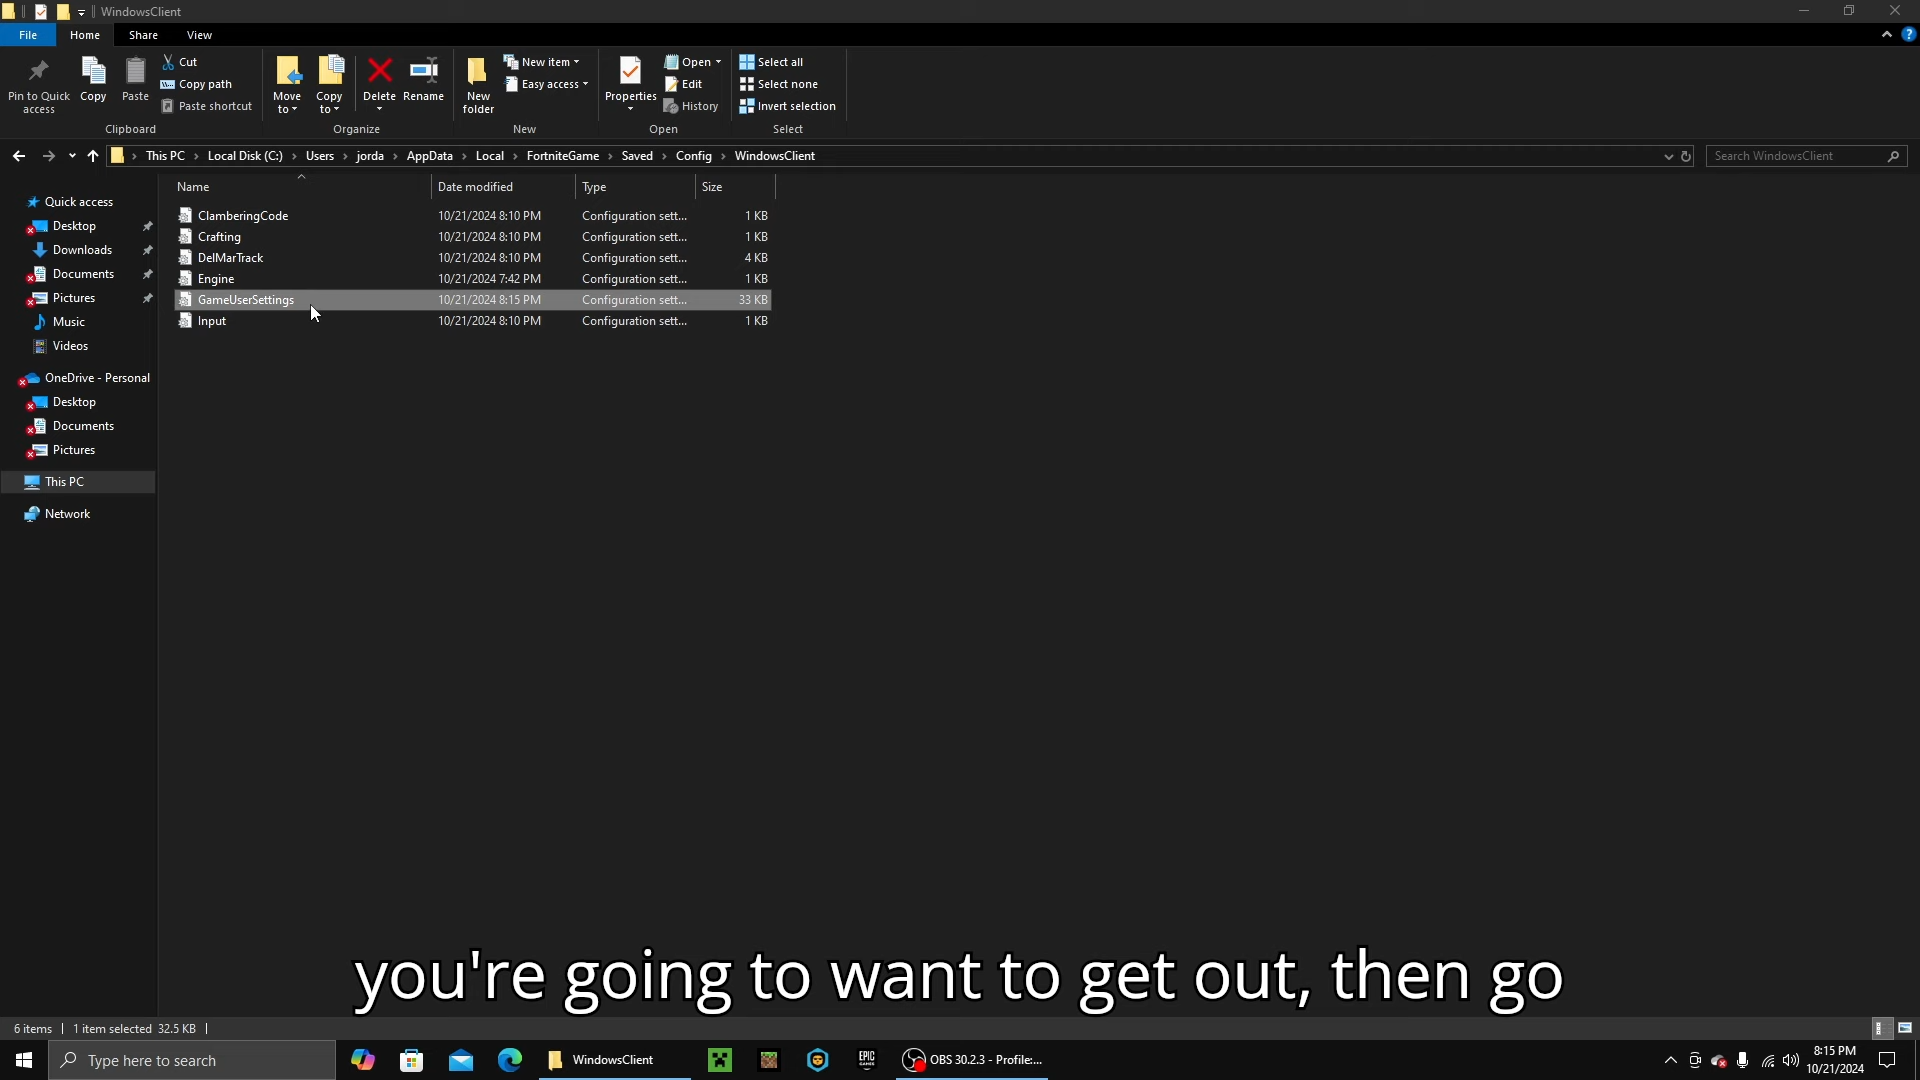 WindowsClient
File
Home
Share
View
Pin to Quick access
Copy
Paste
Cut
Copy path
Paste shortcut
Clipboard
Move to
Copy to
Delete
Rename
Organize
New folder
New item
Easy access
New
Properties
Open
Edit
History
Open
Select all
Select none
Invert selection
Select
This PC
Local Disk (C:)
Users
jorda
AppData
Local
FortniteGame
Saved
Config
WindowsClient
Search WindowsClient
Name Date modified Type Size
ClamberingCode 10/21/2024 8:10 PM Configuration sett... 1 KB
Crafting 10/21/2024 8:10 PM Configuration sett... 1 KB
DelMarTrack 10/21/2024 8:10 PM Configuration sett... 4 KB
Engine 10/21/2024 7:42 PM Configuration sett... 1 KB
GameUserSettings 10/21/2024 8:15 PM Configuration sett... 33 KB
Input 10/21/2024 8:10 PM Configuration sett... 1 KB
Quick access
Desktop
Downloads
Documents
Pictures
Music
Videos
OneDrive - Personal
Desktop
Documents
Pictures
This PC
Network
you're going to want to get out, then go
6 items
1 item selected 32.5 KB
Type here to search
WindowsClient
EPIC GAMES
OBS 30.2.3 - Profile:...
8:15 PM
10/21/2024